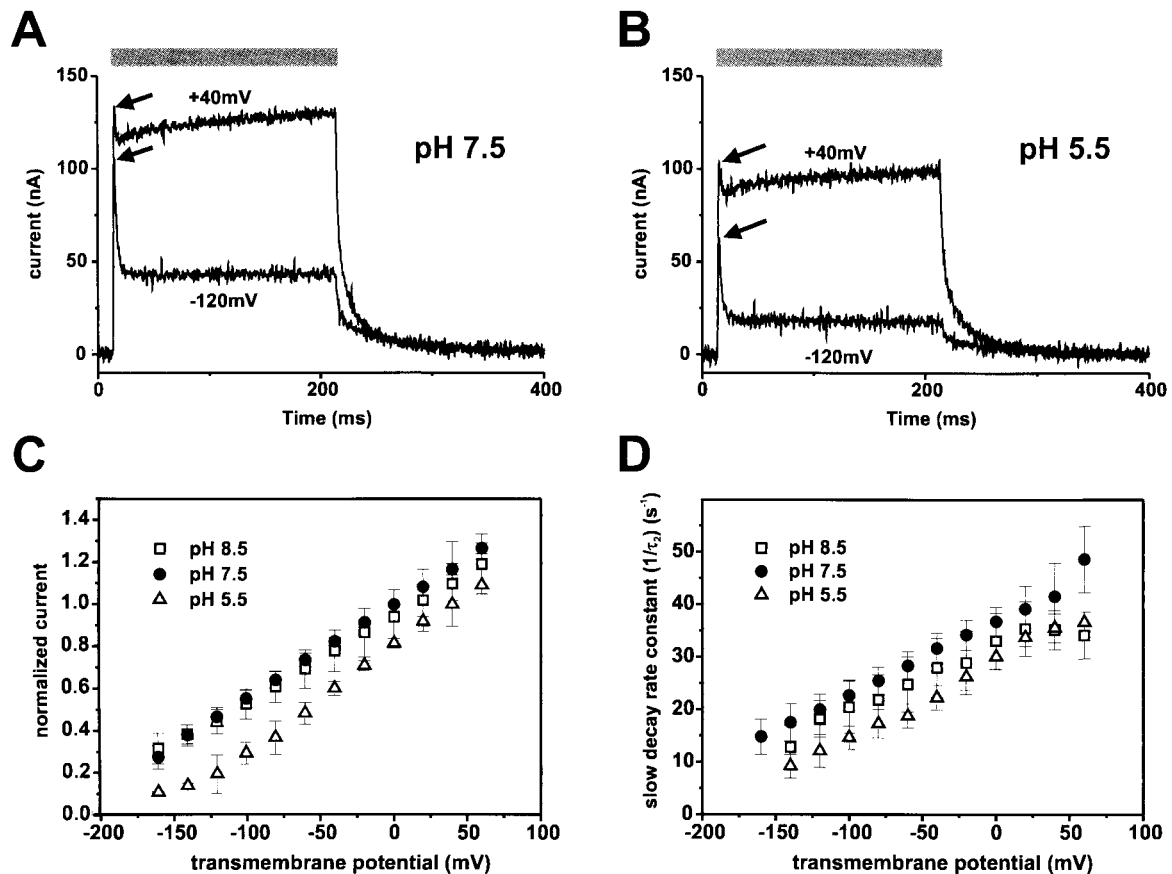 A
150
100
50
0
current (nA)
+40mV
-120mV
pH 7.5
0
200
400
Time (ms)
B
150
100
50
0
current (nA)
+40mV
-120mV
pH 5.5
0
200
400
Time (ms)
C
1.4
1.2
1.0
0.8
0.6
0.4
0.2
0.0
normalized current
pH 8.5
pH 7.5
pH 5.5
-200
-150
-100
-50
0
50
100
transmembrane potential (mV)
D
50
40
30
20
10
0
slow decay rate constant (1/τ₂) (s⁻¹)
pH 8.5
pH 7.5
pH 5.5
-200
-150
-100
-50
0
50
100
transmembrane potential (mV)